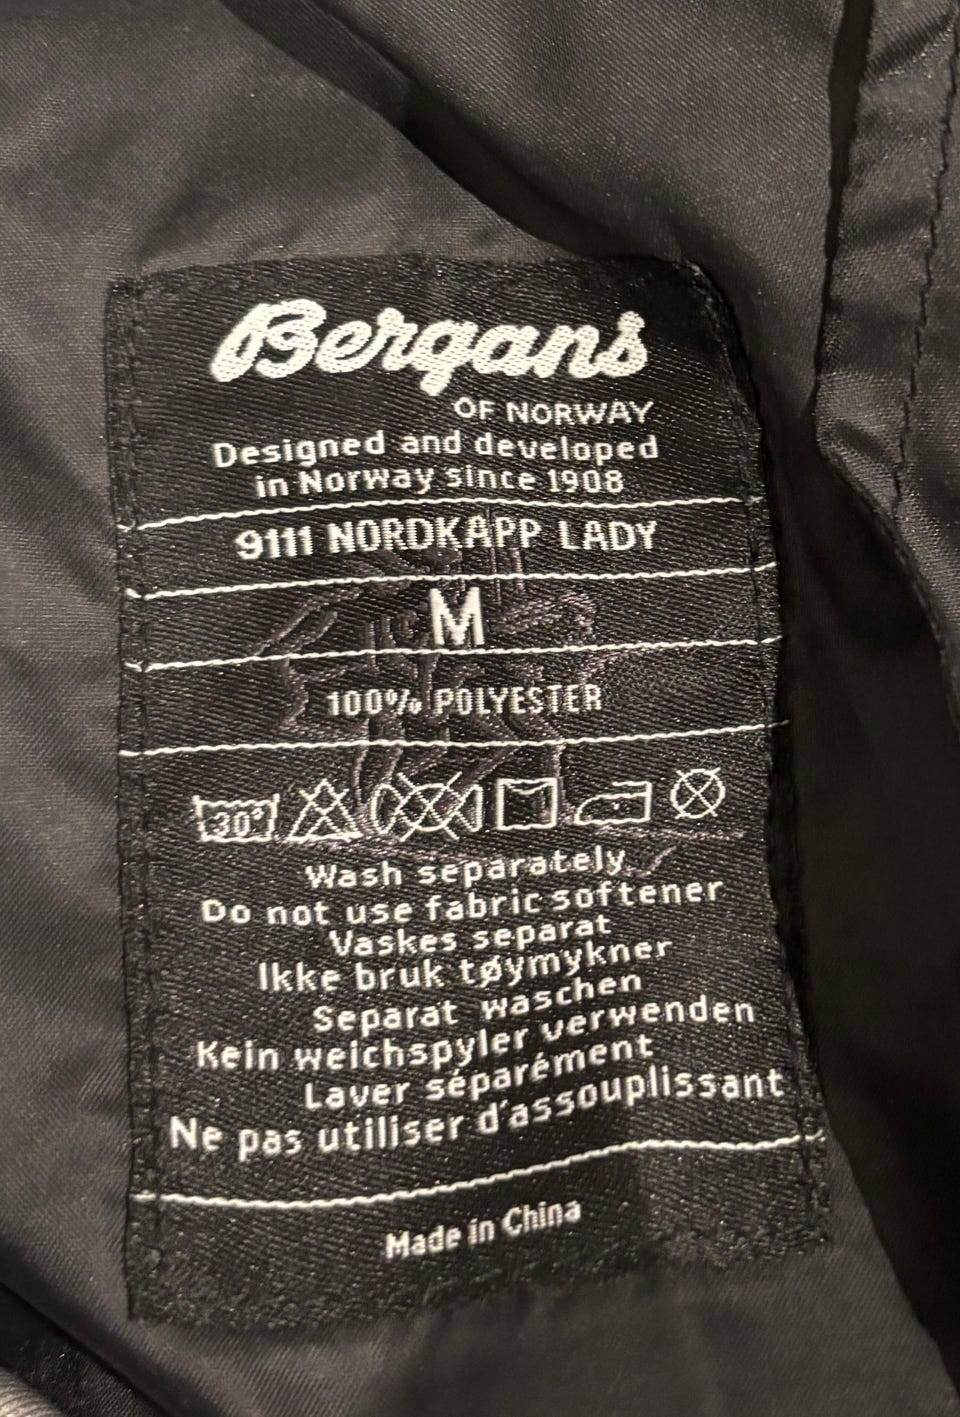 Bergans
OF NORWAY
Designed and developed
in Norway since 1908
9111 NORDKAPP LADY
M
100% POLYESTER
30°
Wash separately
Do not use fabric softener
Vaskes separat
Ikke bruk tøymykner
Separat waschen
Kein weichspyler verwenden
Laver séparément
Ne pas utiliser d'assouplissant
Made in China